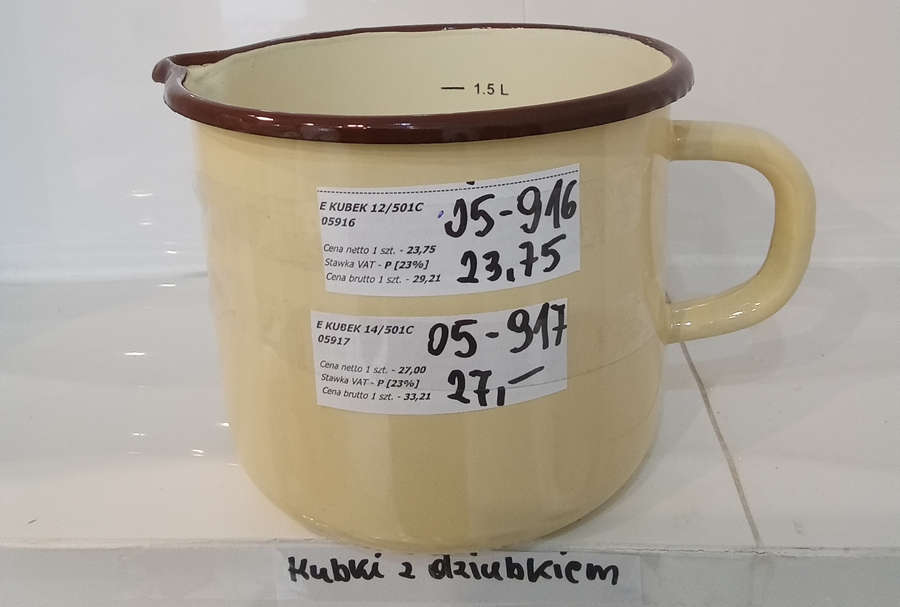 1.5 L
E KUBEK 12/501C
05916
05-916
Cena netto 1 szt. - 23,75
Stawka VAT - P [23%]
Cena brutto 1 szt. - 29,21
23,75
E KUBEK 14/501C
05917
05-917
Cena netto 1 szt. - 27,00
Stawka VAT - P [23%]
Cena brutto 1 szt. - 33,21
27,-
Kubki z dziubkiem